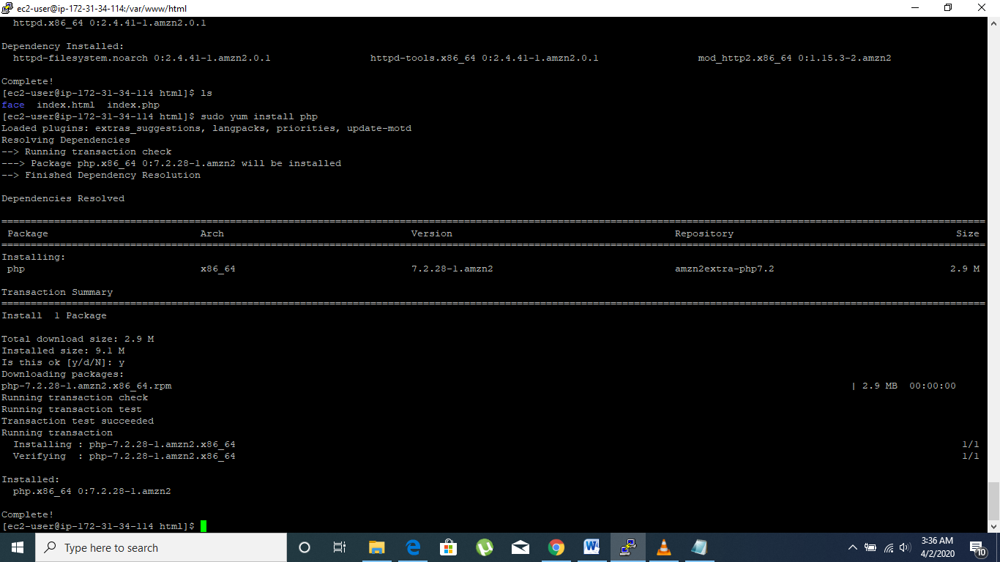 ec2-user@ip-172-31-34-114:/var/www/html
httpd.x86_64 0:2.4.41-1.amzn2.0.1
Dependency Installed:
httpd-filesystem.noarch 0:2.4.41-1.amzn2.0.1 httpd-tools.x86_64 0:2.4.41-1.amzn2.0.1 mod_http2.x86_64 0:1.15.3-2.amzn2
Complete!
[ec2-user@ip-172-31-34-114 html]$ ls
face index.html index.php
[ec2-user@ip-172-31-34-114 html]$ sudo yum install php
Loaded plugins: extras_suggestions, langpacks, priorities, update-motd
Resolving Dependencies
--> Running transaction check
---> Package php.x86_64 0:7.2.28-1.amzn2 will be installed
--> Finished Dependency Resolution
Dependencies Resolved
================================================================================
Package Arch Version Repository Size
================================================================================
Installing:
php x86_64 7.2.28-1.amzn2 amzn2extra-php7.2 2.9 M
Transaction Summary
================================================================================
Install 1 Package
Total download size: 2.9 M
Installed size: 9.1 M
Is this ok [y/d/N]: y
Downloading packages:
php-7.2.28-1.amzn2.x86_64.rpm | 2.9 MB 00:00:00
Running transaction check
Running transaction test
Transaction test succeeded
Running transaction
Installing : php-7.2.28-1.amzn2.x86_64 1/1
Verifying : php-7.2.28-1.amzn2.x86_64 1/1
Installed:
php.x86_64 0:7.2.28-1.amzn2
Complete!
[ec2-user@ip-172-31-34-114 html]$
Type here to search
3:36 AM
4/2/2020
10